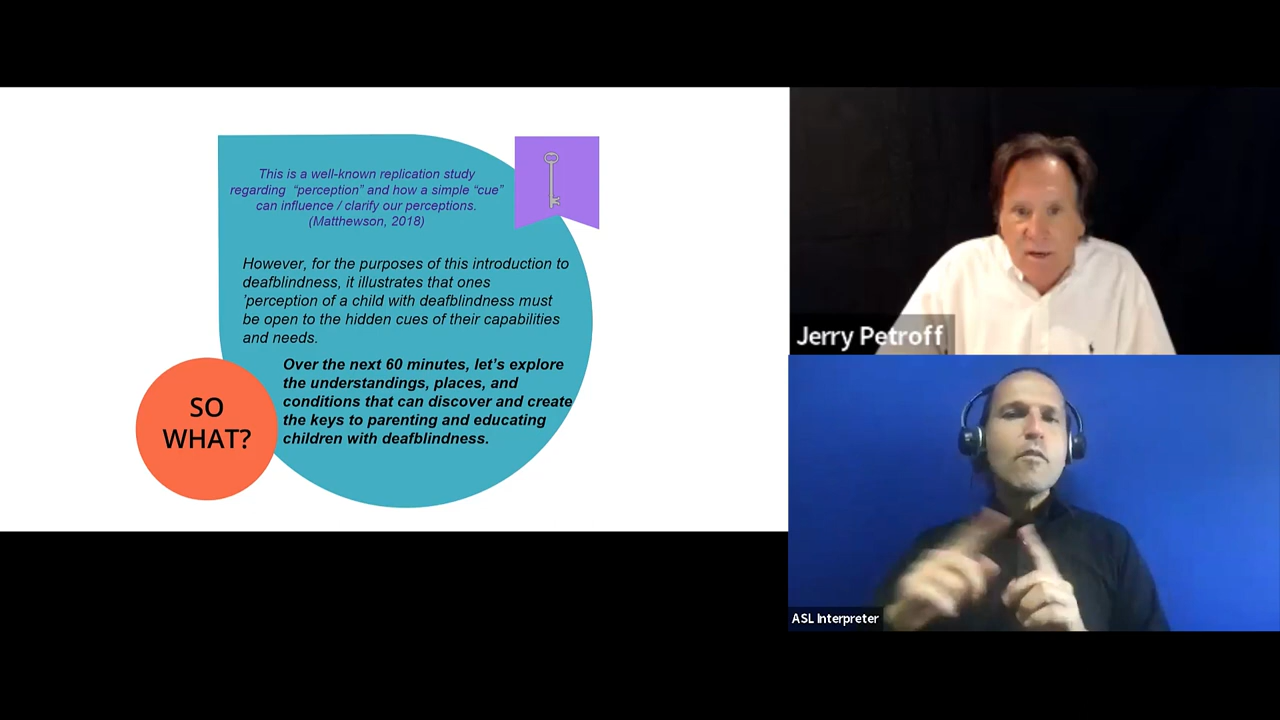 This is a well-known replication study
regarding  “perception” and how a simple “cue”
can influence / clarify our perceptions.
(Matthewson, 2018)
However, for the purposes of this introduction to
deafblindness, it illustrates that ones
’perception of a child with deafblindness must
be open to the hidden cues of their capabilities
and needs.
Over the next 60 minutes, let’s explore
the understandings, places, and
conditions that can discover and create
the keys to parenting and educating
children with deafblindness.
SO
WHAT?
Jerry Petroff
ASL Interpreter